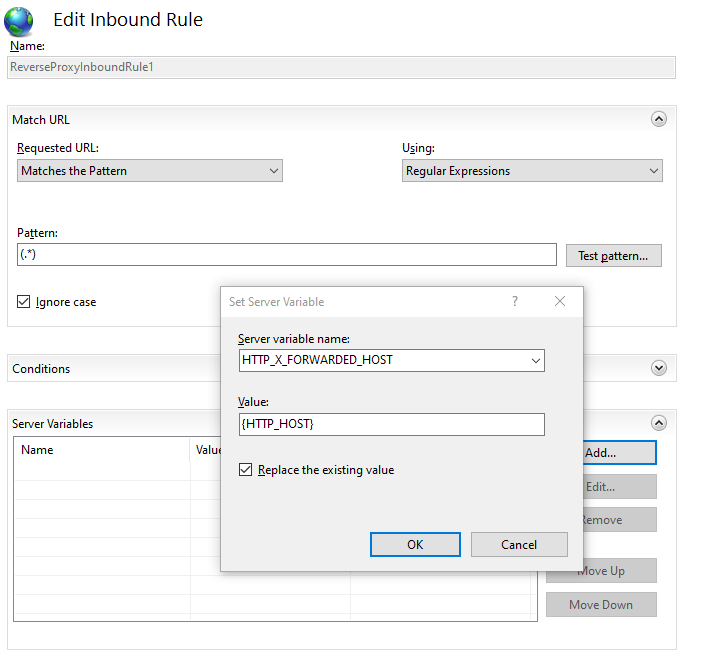 Edit Inbound Rule
Name:
ReverseProxyInboundRule1
Match URL
Requested URL:
Using:
Matches the Pattern
Regular Expressions
Pattern:
(.*)
Test pattern...
Ignore case
Set Server Variable
?
Server variable name:
HTTP_X_FORWARDED_HOST
Value:
{HTTP_HOST}
Replace the existing value
OK
Cancel
Conditions
Server Variables
Name
Add...
Edit...
Move Up
Move Down